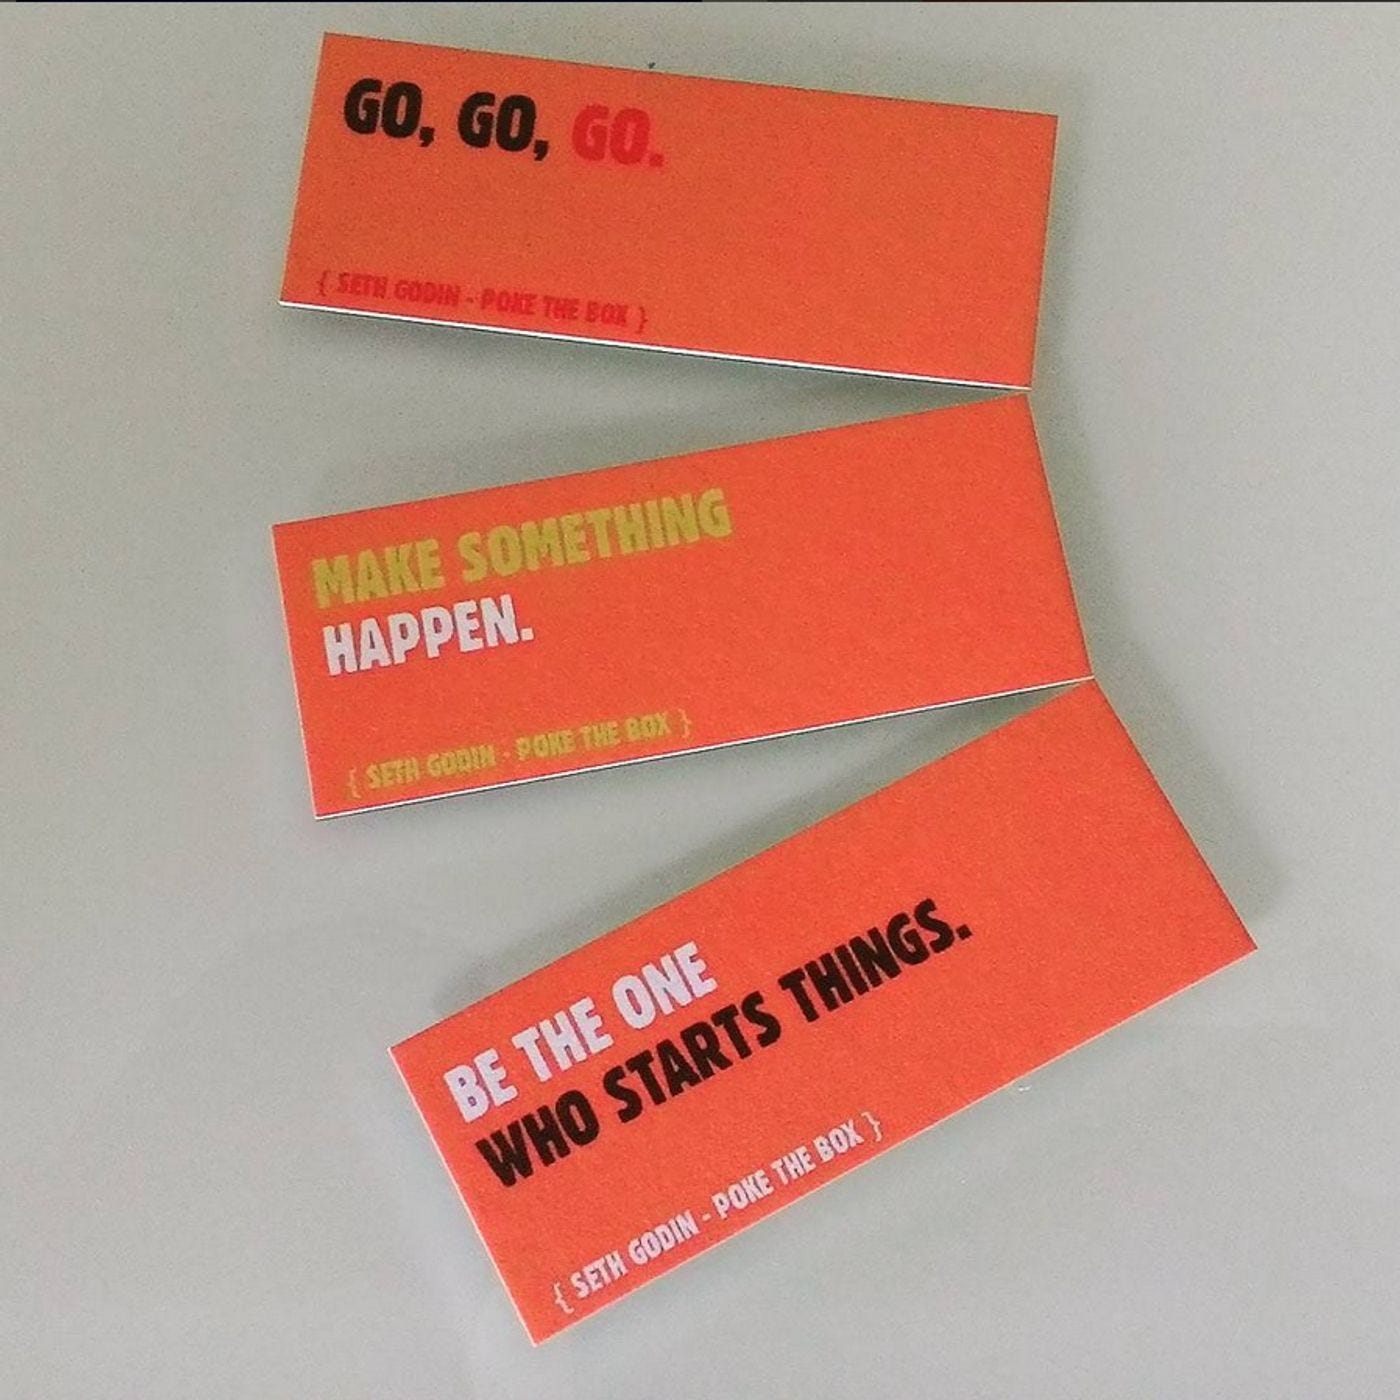 GO, GO, GO.
{ SETH GODIN - POKE THE BOX }
MAKE SOMETHING
HAPPEN.
{ SETH GODIN - POKE THE BOX }
BE THE ONE
WHO STARTS THINGS.
{ SETH GODIN - POKE THE BOX }